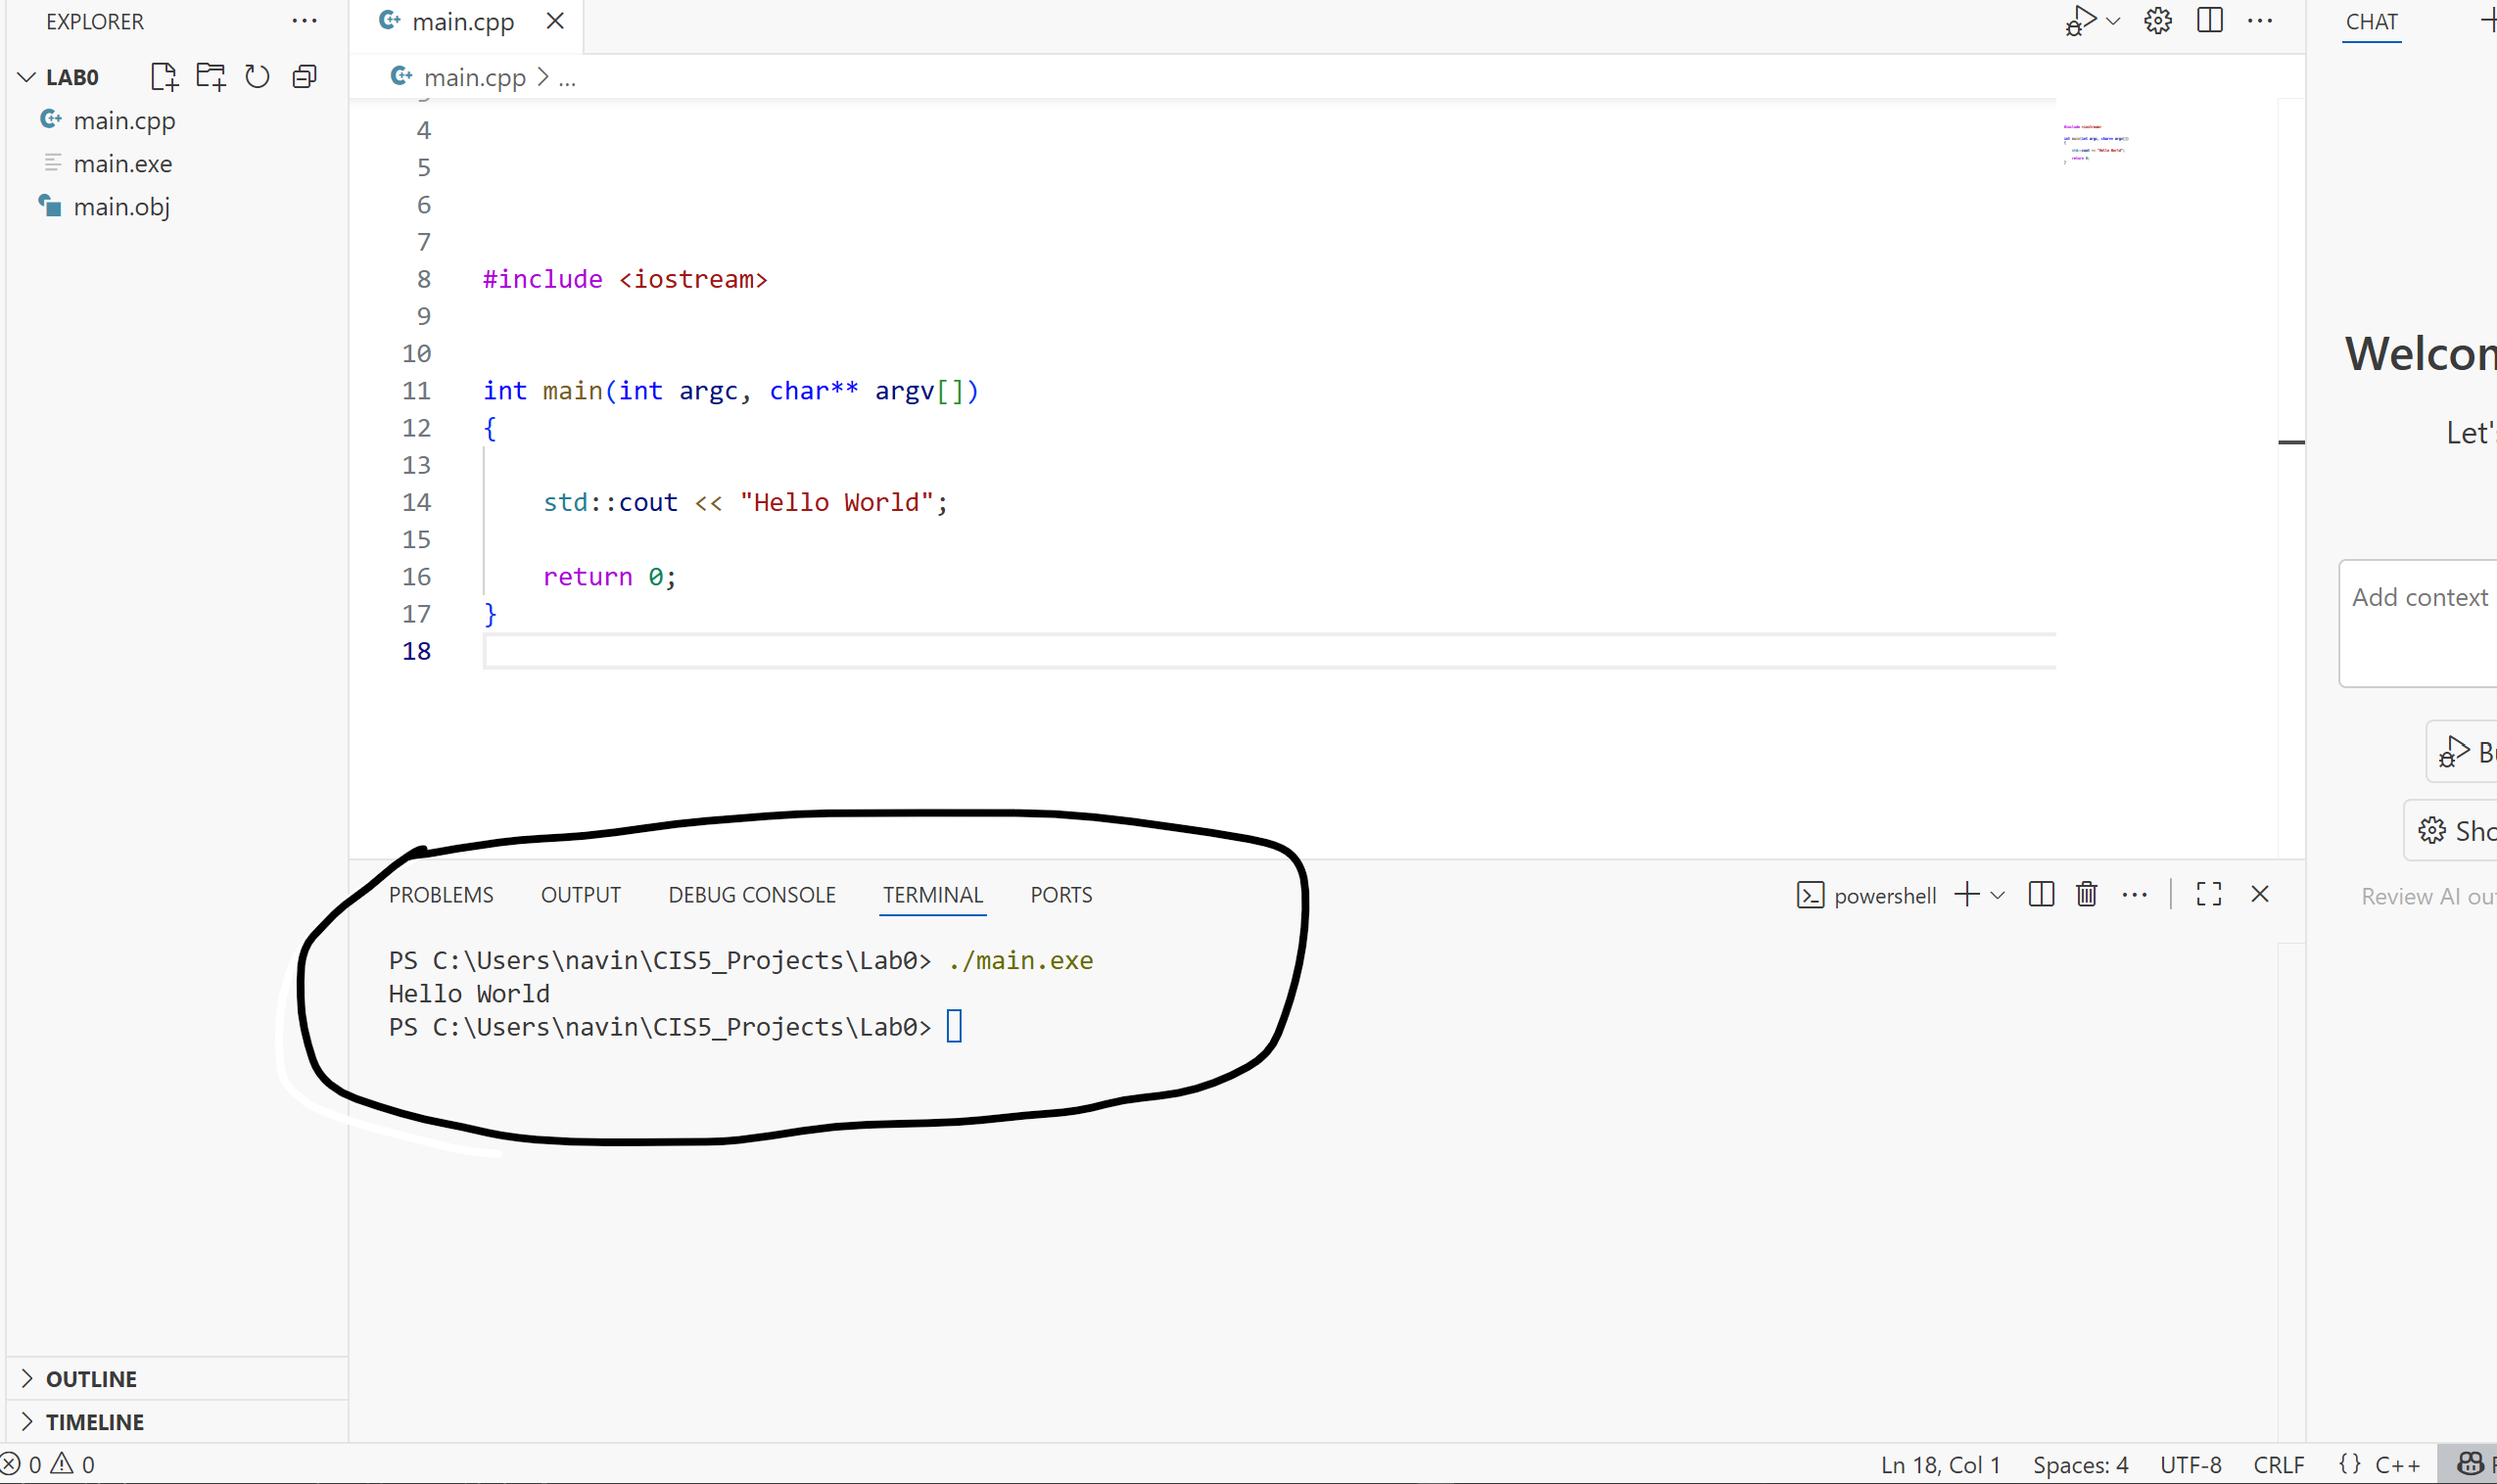 EXPLORER
LAB0
main.cpp
main.exe
main.obj
OUTLINE
TIMELINE
main.cpp
main.cpp > ...
4
5
6
7
8 #include <iostream>
9
10
11 int main(int argc, char** argv[])
12 {
13
14 std::cout << "Hello World";
15
16 return 0;
17 }
18
PROBLEMS OUTPUT DEBUG CONSOLE TERMINAL PORTS
powershell
PS C:\Users\navin\CIS5_Projects\Lab0> ./main.exe
Hello World
PS C:\Users\navin\CIS5_Projects\Lab0>
CHAT
Welcom
Let's
Add context
Bu
Sho
Review AI out
0 0
Ln 18, Col 1 Spaces: 4 UTF-8 CRLF {} C++